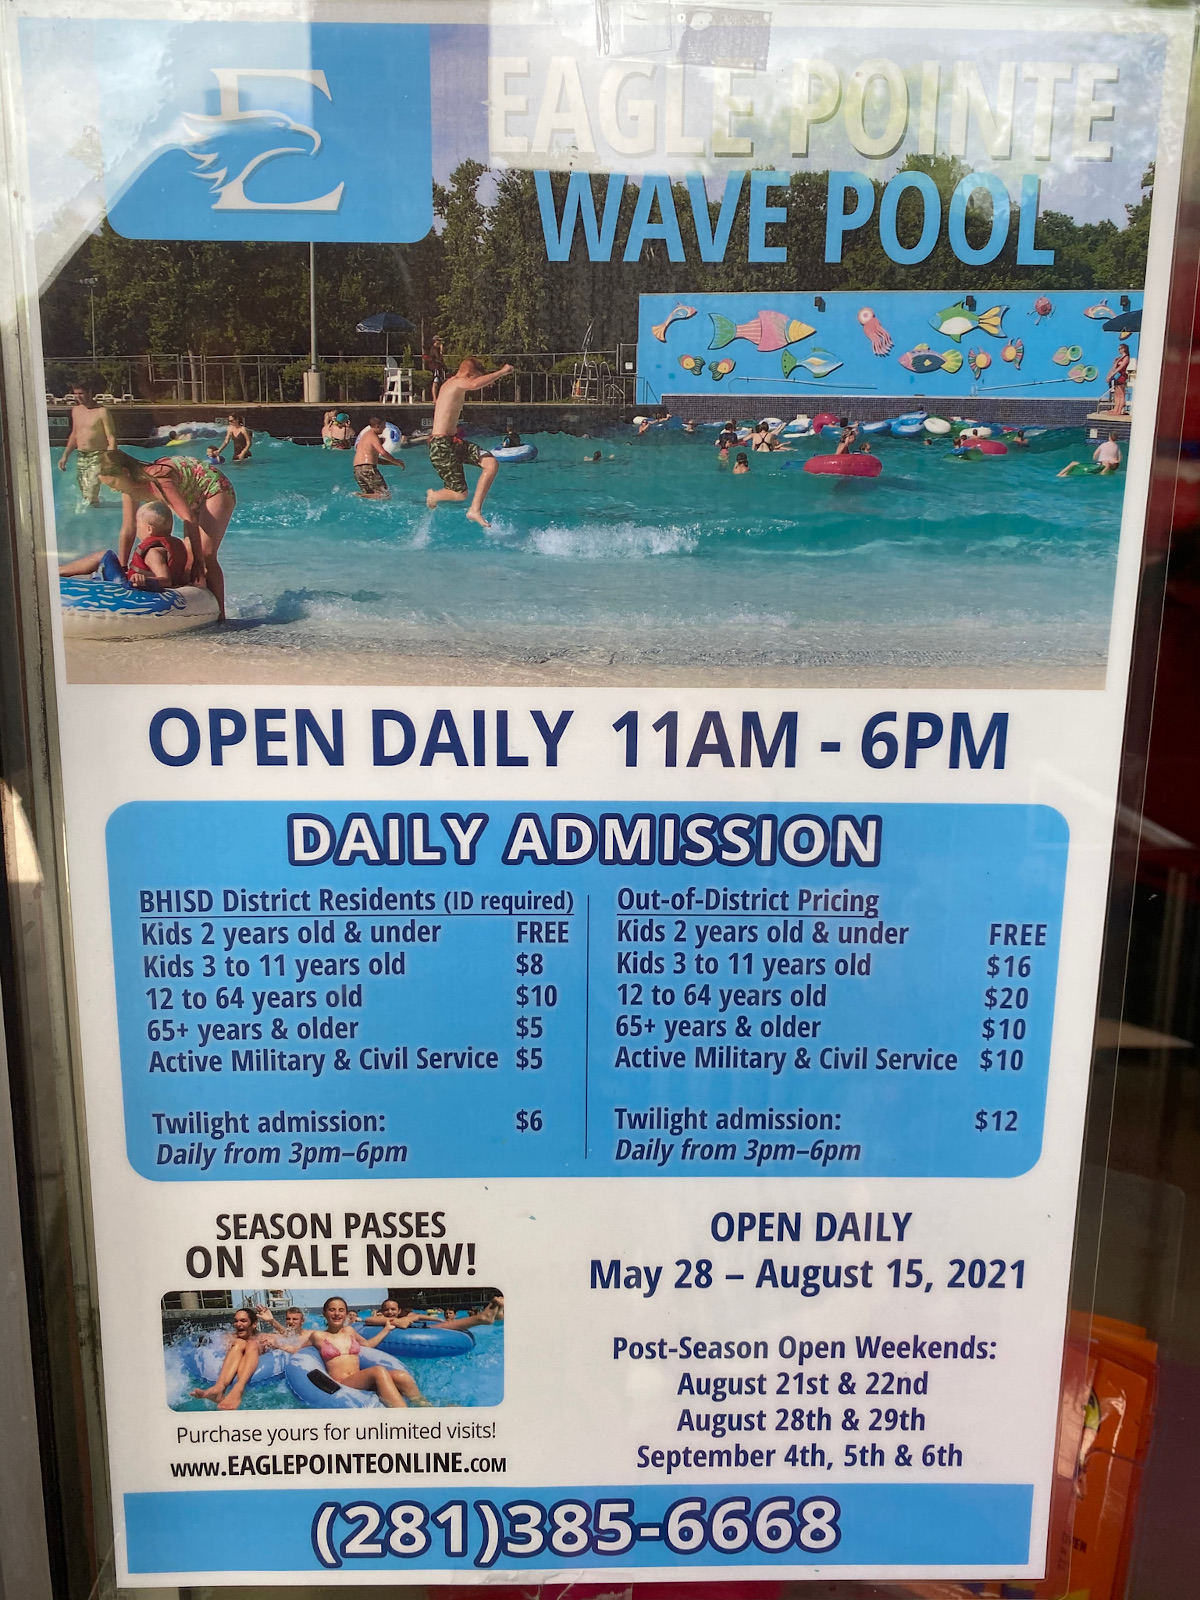 E
EAGLE POINTE
WAVE POOL
OPEN DAILY 11AM - 6PM
DAILY ADMISSION
BHISD District Residents (ID required)
Kids 2 years old & under FREE
Kids 3 to 11 years old $8
12 to 64 years old $10
65+ years & older $5
Active Military & Civil Service $5
Twilight admission: $6
Daily from 3pm–6pm
Out-of-District Pricing
Kids 2 years old & under FREE
Kids 3 to 11 years old $16
12 to 64 years old $20
65+ years & older $10
Active Military & Civil Service $10
Twilight admission: $12
Daily from 3pm–6pm
SEASON PASSES
ON SALE NOW!
Purchase yours for unlimited visits!
www.EAGLEPOINTEONLINE.COM
OPEN DAILY
May 28 – August 15, 2021
Post-Season Open Weekends:
August 21st & 22nd
August 28th & 29th
September 4th, 5th & 6th
(281)385-6668